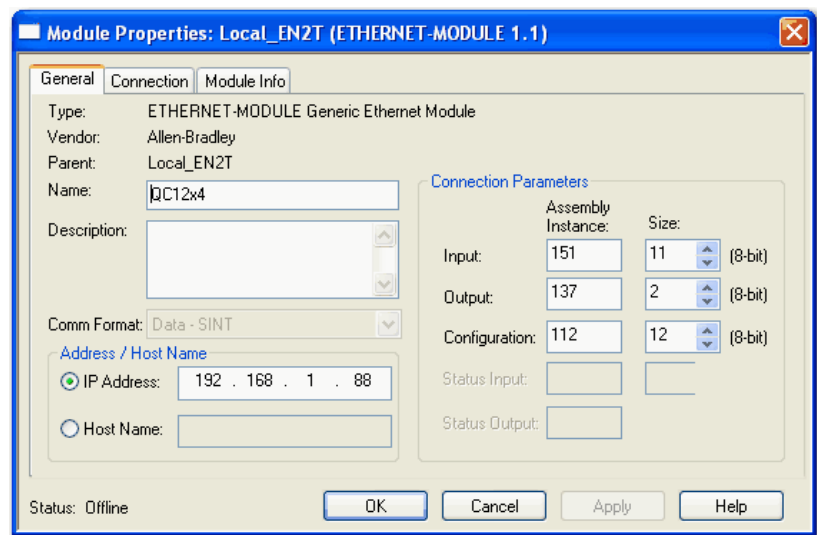 Module Properties: Local_EN2T (ETHERNET-MODULE 1.1)
General Connection Module Info
Type: ETHERNET-MODULE Generic Ethernet Module
Vendor: Allen-Bradley
Parent: Local_EN2T
Name: QC12x4
Description:
Comm Format: Data - SINT
Address / Host Name
IP Address: 192 . 168 . 1 . 88
Host Name:
Connection Parameters
Assembly Instance: Size:
Input: 151 11 (8-bit)
Output: 137 2 (8-bit)
Configuration: 112 12 (8-bit)
Status Input:
Status Output:
Status: Offline
OK Cancel Apply Help